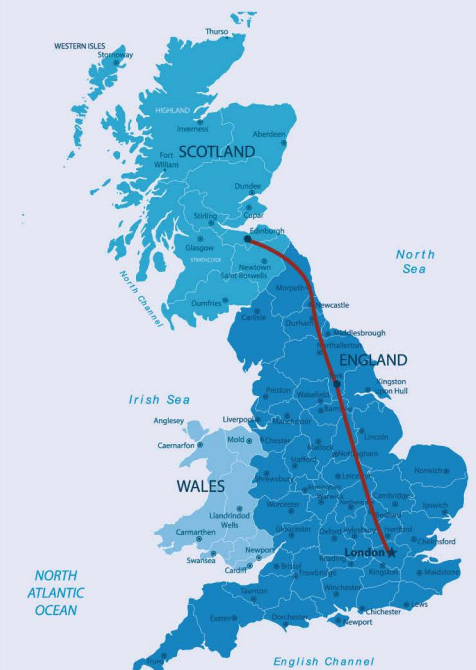 Thurso
WESTERN ISLES
Stornoway
HIGHLAND
Inverness
Aberdeen
SCOTLAND
Fort
William
Dundee
Stirling
Cupar
Edinburgh
Glasgow
STRATHCLYDE
Newtown
Saint Boswells
North
Sea
North Channel
Dumfries
Morpeth
Newcastle
Carlisle
Durham
Middlesbrough
Northallerton
ENGLAND
Kingston
upon Hull
Preston
Wakefield
Irish Sea
Anglesey
Liverpool
Manchester
Lincoln
Caernarfon
Mold
Chester
Matlock
Nottingham
Stafford
Norwich
Shrewsbury
Leicester
WALES
Warwick
Cambridge
Worcester
Ipswich
Bedford
Llandrindod
Wells
Gloucester
Oxford
Aylesbury
Hertford
Chelmsford
Carmarthen
Newport
London
Swansea
Cardiff
Bristol
Reading
Kingston
Maidstone
Trowbridge
NORTH
ATLANTIC
OCEAN
Taunton
Winchester
Chichester
Lews
Exeter
Dorchester
Newport
Truro
English Channel